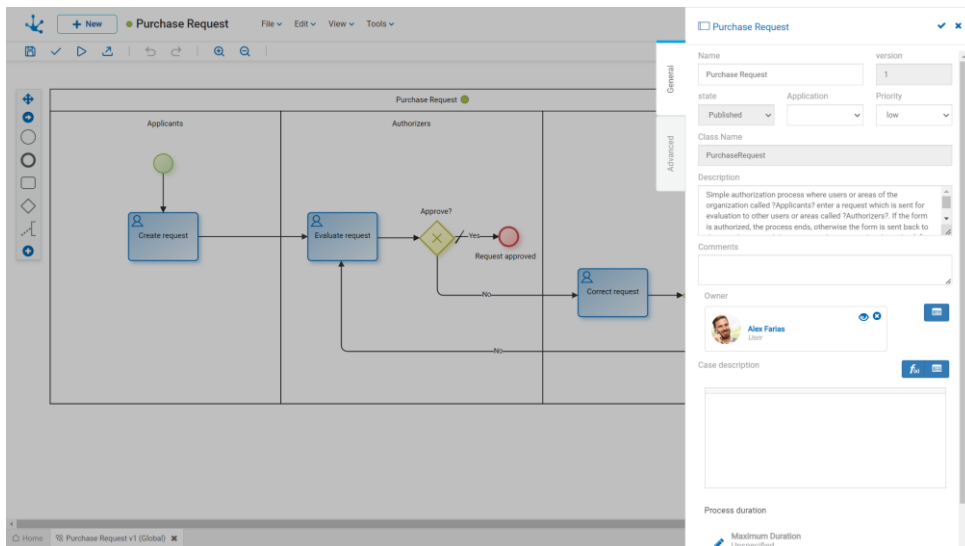 + New
Purchase Request
File Edit View Tools
Purchase Request
Applicants
Authorizers
Create request
Evaluate request
Approve?
Yes
Request approved
No
Correct request
No
Home
Purchase Request v1 (Global)
General
Advanced
Purchase Request
Name version
Purchase Request 1
state Application Priority
Published low
Class Name
PurchaseRequest
Description
Simple authorization process where users or areas of the
organization called ?Applicants? enter a request which is sent for
evaluation to other users or areas called ?Authorizers?. If the form
is authorized, the process ends, otherwise the form is sent back to
Comments
Owner
Alex Farias
User
Case description
f(x)
Process duration
Maximum Duration
Unspecified